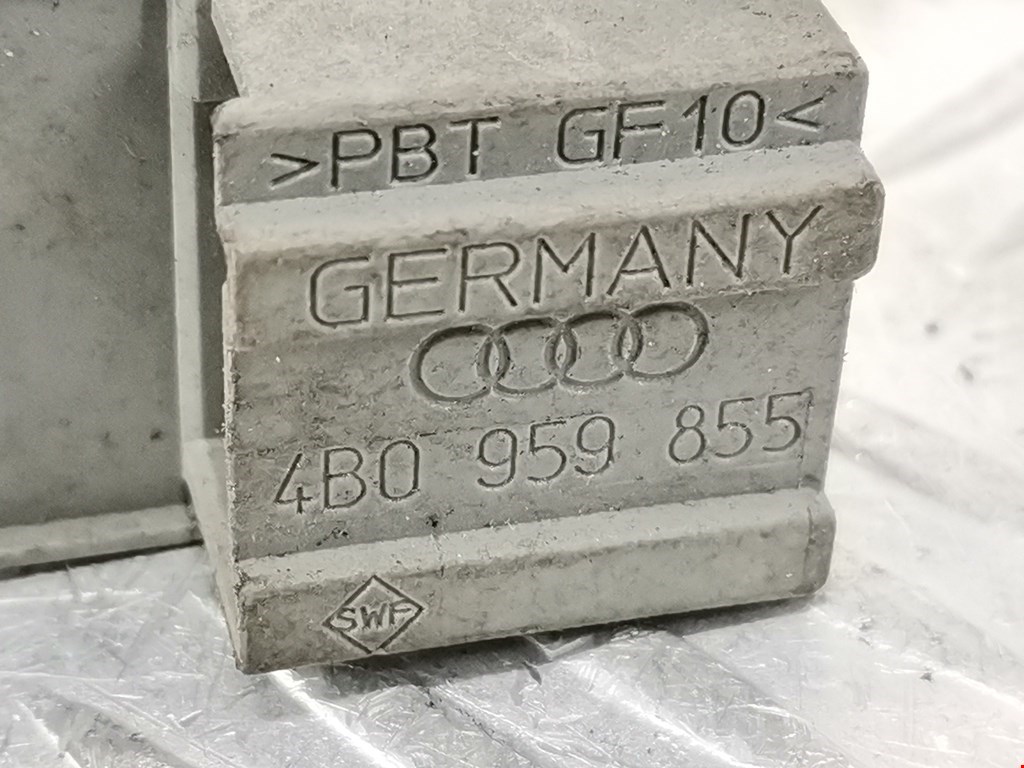 >PBT GF10<
GERMANY
4B0 959 855
SWF